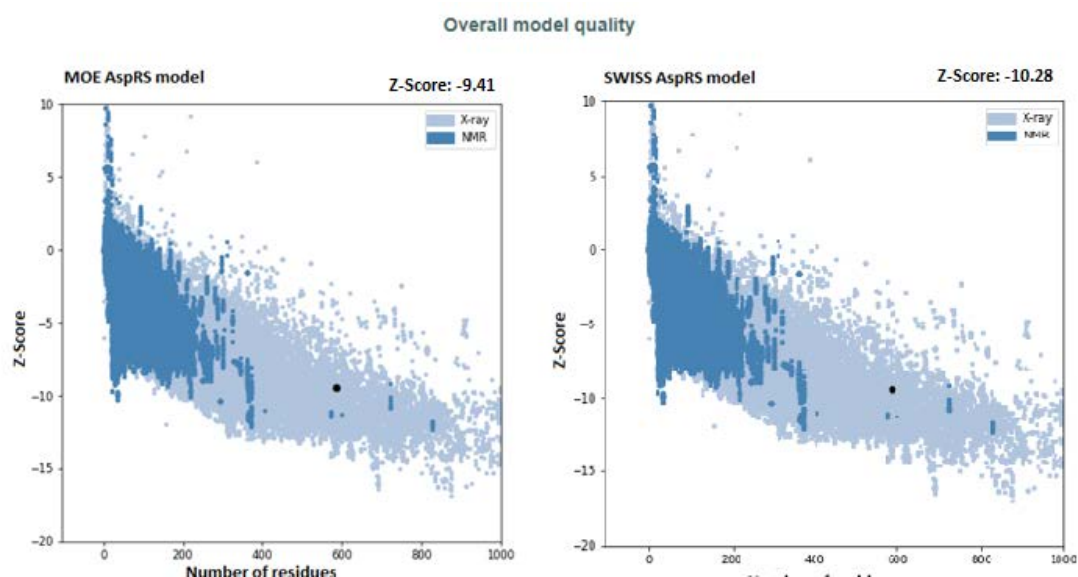 Overall model quality
MOE AspRS model
Z-Score: -9.41
10
5
0
−5
−10
−15
−20
Z-Score
X-ray
NMR
0
200
400
600
800
1000
Number of residues
SWISS AspRS model
Z-Score: -10.28
10
5
0
−5
−10
−15
−20
Z-Score
X-ray
NMR
0
200
400
600
800
1000